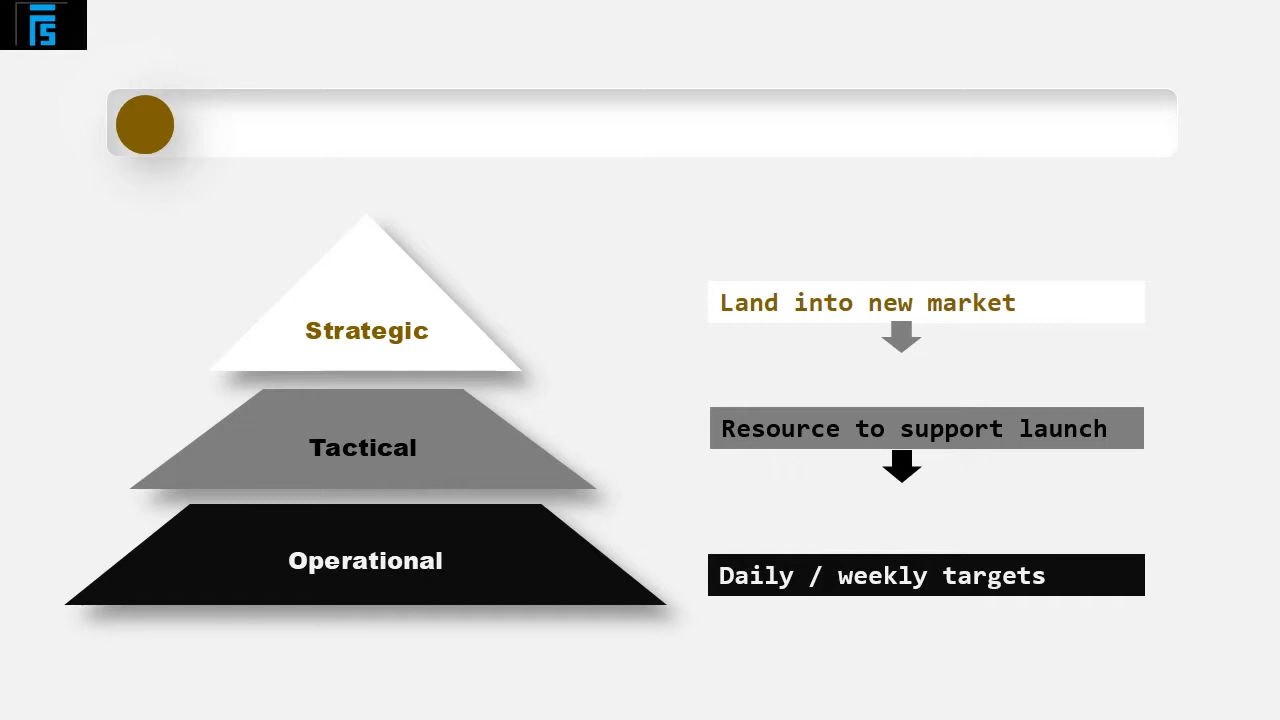 Strategic
Land into new market
Tactical
Resource to support launch
Operational
Daily / weekly targets